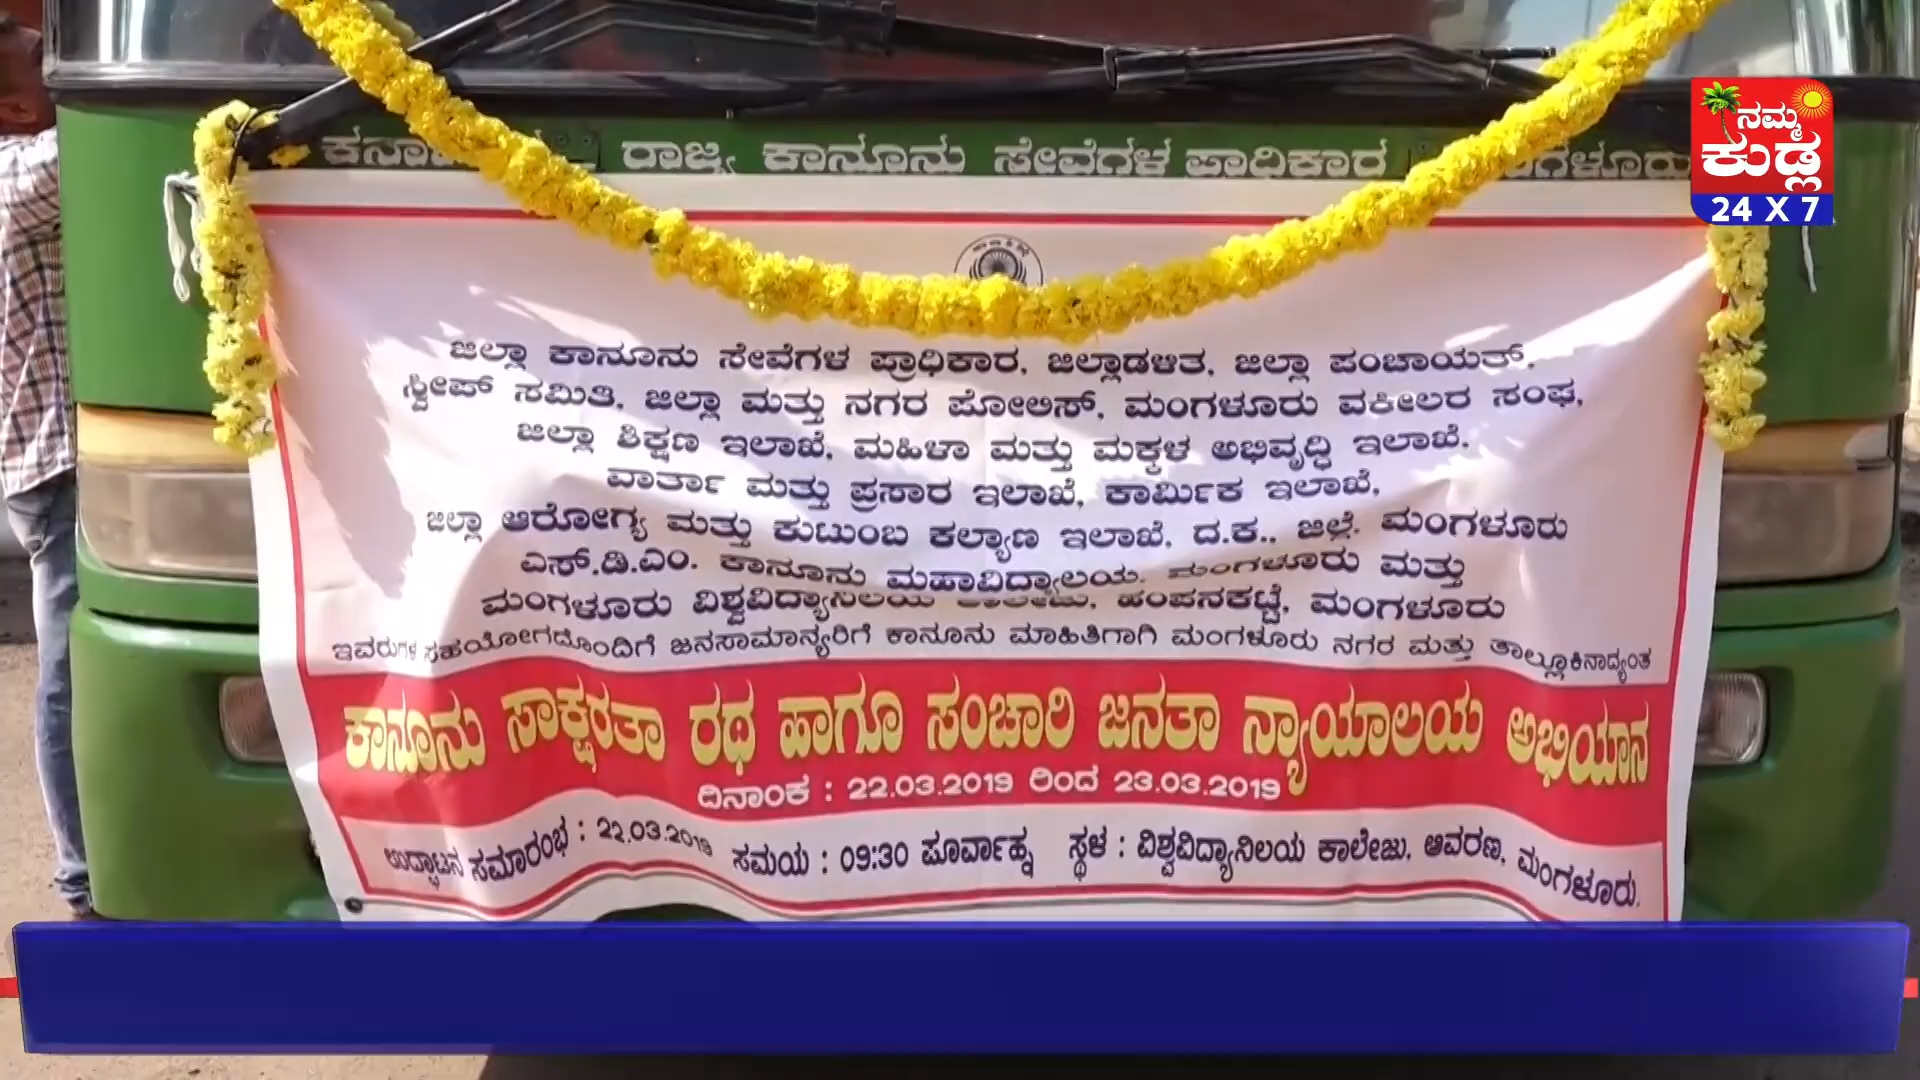 ರಾಜ್ಯ ಕಾನೂನು ಸೇವೆಗಳ ಪ್ರಾಧಿಕಾರ
ನಮ್ಮ
ಕುಡ್ಲ
24 X 7
ಜಿಲ್ಲಾ ಕಾನೂನು ಸೇವೆಗಳ ಪ್ರಾಧಿಕಾರ, ಜಿಲ್ಲಾಡಳಿತ, ಜಿಲ್ಲಾ ಪಂಚಾಯತ್,
ಸ್ವೀಪ್ ಸಮಿತಿ, ಜಿಲ್ಲಾ ಮತ್ತು ನಗರ ಪೋಲಿಸ್, ಮಂಗಳೂರು ವಕೀಲರ ಸಂಘ,
ಜಿಲ್ಲಾ ಶಿಕ್ಷಣ ಇಲಾಖೆ, ಮಹಿಳಾ ಮತ್ತು ಮಕ್ಕಳ ಅಭಿವೃದ್ಧಿ ಇಲಾಖೆ,
ವಾರ್ತಾ ಮತ್ತು ಪ್ರಸಾರ ಇಲಾಖೆ, ಕಾರ್ಮಿಕ ಇಲಾಖೆ,
ಜಿಲ್ಲಾ ಆರೋಗ್ಯ ಮತ್ತು ಕುಟುಂಬ ಕಲ್ಯಾಣ ಇಲಾಖೆ, ದ.ಕ., ಜಿಲ್ಲೆ. ಮಂಗಳೂರು
ಎಸ್.ಡಿ.ಎಂ. ಕಾನೂನು ಮಹಾವಿದ್ಯಾಲಯ, ಮಂಗಳೂರು ಮತ್ತು
ಮಂಗಳೂರು ವಿಶ್ವವಿದ್ಯಾನಿಲಯ ಕಾಲೇಜು, ಹಂಪನಕಟ್ಟೆ, ಮಂಗಳೂರು
ಇವರುಗಳ ಸಹಯೋಗದೊಂದಿಗೆ ಜನಸಾಮಾನ್ಯರಿಗೆ ಕಾನೂನು ಮಾಹಿತಿಗಾಗಿ ಮಂಗಳೂರು ನಗರ ಮತ್ತು ತಾಲ್ಲೂಕಿನಾದ್ಯಂತ
ಕಾನೂನು ಸಾಕ್ಷರತಾ ರಥ ಹಾಗೂ ಸಂಚಾರಿ ಜನತಾ ನ್ಯಾಯಾಲಯ ಅಭಿಯಾನ
ದಿನಾಂಕ : 22.03.2019 ರಿಂದ 23.03.2019
ಉದ್ಘಾಟನ ಸಮಾರಂಭ : 22.03.2019 ಸಮಯ : 09:30 ಪೂರ್ವಾಹ್ನ ಸ್ಥಳ : ವಿಶ್ವವಿದ್ಯಾನಿಲಯ ಕಾಲೇಜು, ಆವರಣ, ಮಂಗಳೂರು.